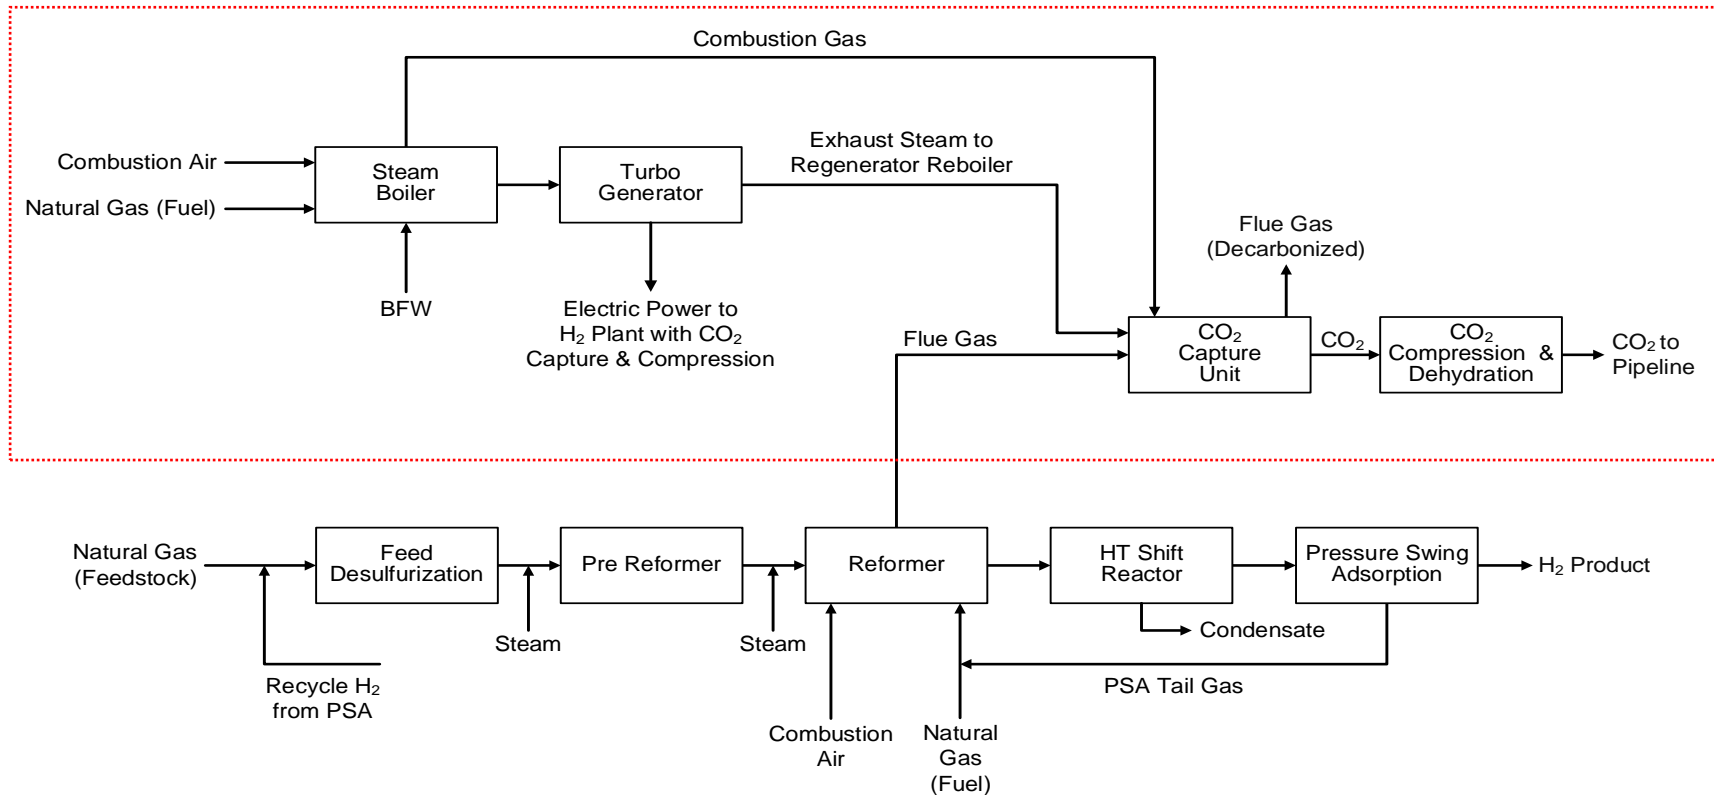 Combustion Gas
Exhaust Steam to
Regenerator Reboiler
Combustion Air
Natural Gas (Fuel)
Steam
Boiler
Turbo
Generator
BFW
Electric Power to
H₂ Plant with CO₂
Capture & Compression
Flue Gas
(Decarbonized)
Flue Gas
CO₂
Capture
Unit
CO₂
CO₂
Compression &
Dehydration
CO₂ to
Pipeline
Natural Gas
(Feedstock)
Feed
Desulfurization
Pre Reformer
Reformer
HT Shift
Reactor
Pressure Swing
Adsorption
H₂ Product
Steam
Steam
Condensate
Recycle H₂
from PSA
PSA Tail Gas
Combustion
Air
Natural
Gas
(Fuel)